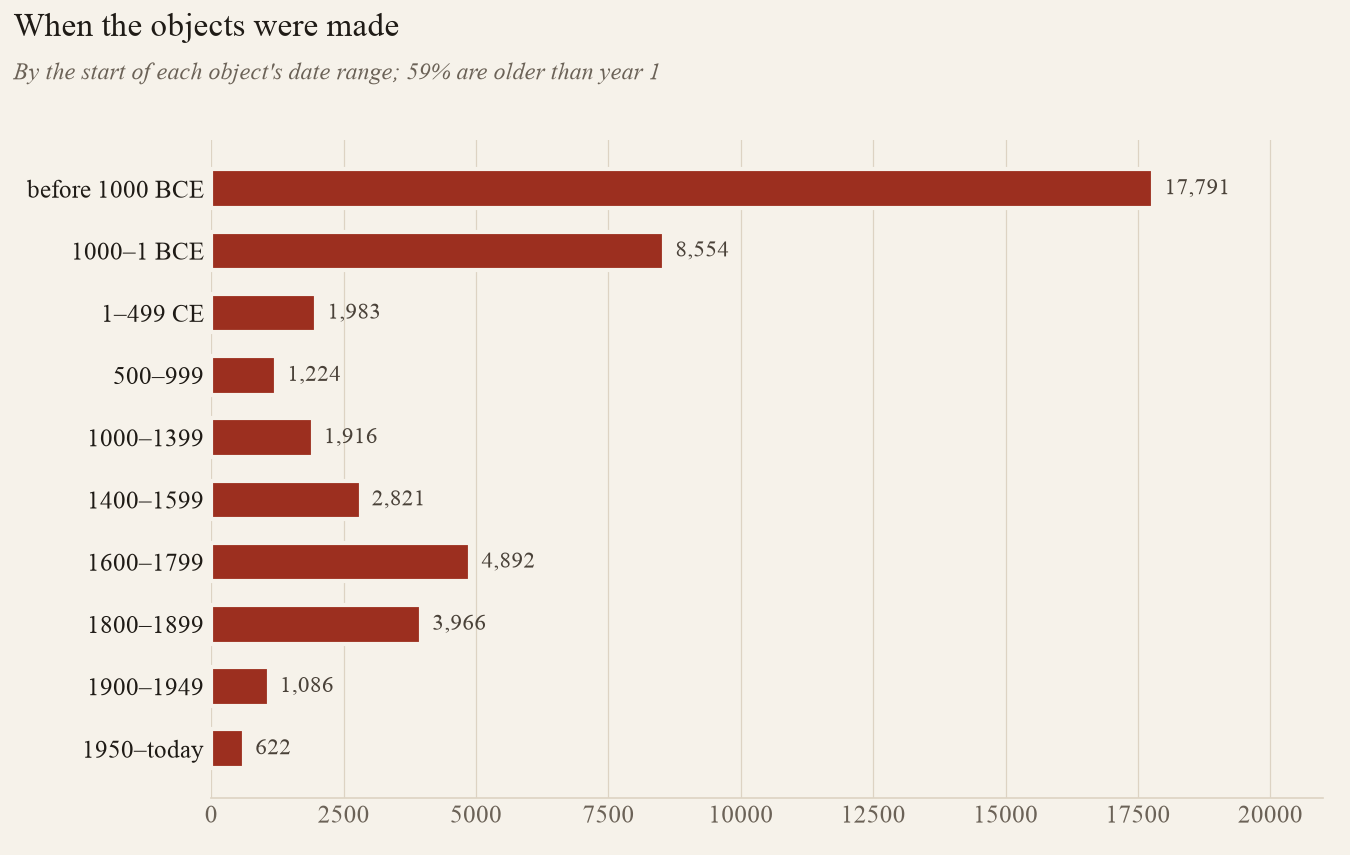 When the objects were made
By the start of each object's date range; 59% are older than year 1
before 1000 BCE 17,791
1000–1 BCE 8,554
1–499 CE 1,983
500–999 1,224
1000–1399 1,916
1400–1599 2,821
1600–1799 4,892
1800–1899 3,966
1900–1949 1,086
1950–today 622
0 2500 5000 7500 10000 12500 15000 17500 20000